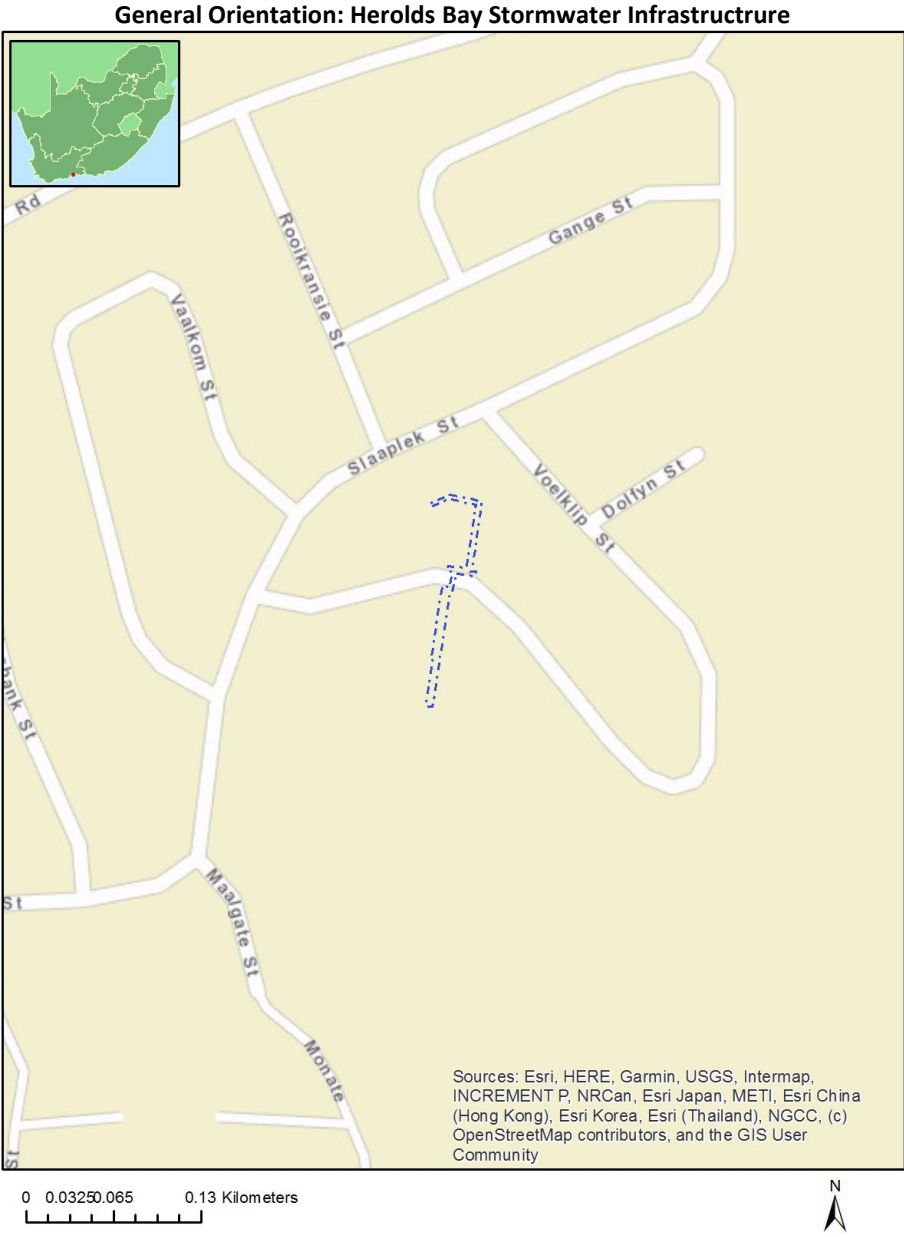 General Orientation: Herolds Bay Stormwater Infrastructrure
Rd
Rooikransie St
Gange St
Vaalkom St
Slaaplek St
Voelklip St
Dolfyn St
bank St
St
Maalgate St
Monate
St
Sources: Esri, HERE, Garmin, USGS, Intermap,
INCREMENT P, NRCan, Esri Japan, METI, Esri China
(Hong Kong), Esri Korea, Esri (Thailand), NGCC, (c)
OpenStreetMap contributors, and the GIS User
Community
0 0.0325 0.065 0.13 Kilometers
N